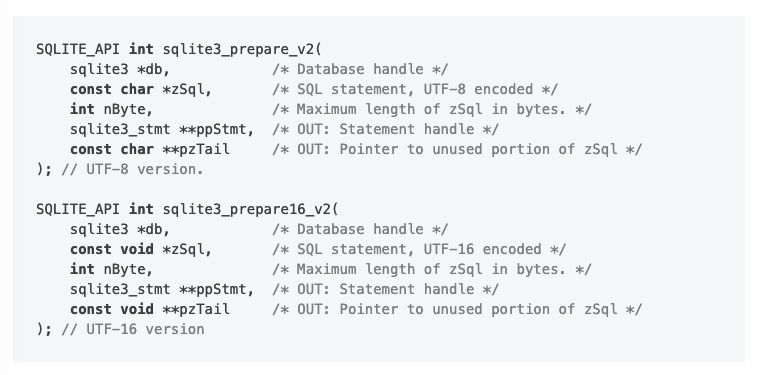 SQLITE_API int sqlite3_prepare_v2(
    sqlite3 *db,            /* Database handle */
    const char *zSql,       /* SQL statement, UTF-8 encoded */
    int nByte,              /* Maximum length of zSql in bytes. */
    sqlite3_stmt **ppStmt,  /* OUT: Statement handle */
    const char **pzTail     /* OUT: Pointer to unused portion of zSql */
); // UTF-8 version.

SQLITE_API int sqlite3_prepare16_v2(
    sqlite3 *db,            /* Database handle */
    const void *zSql,       /* SQL statement, UTF-16 encoded */
    int nByte,              /* Maximum length of zSql in bytes. */
    sqlite3_stmt **ppStmt,  /* OUT: Statement handle */
    const void **pzTail     /* OUT: Pointer to unused portion of zSql */
); // UTF-16 version